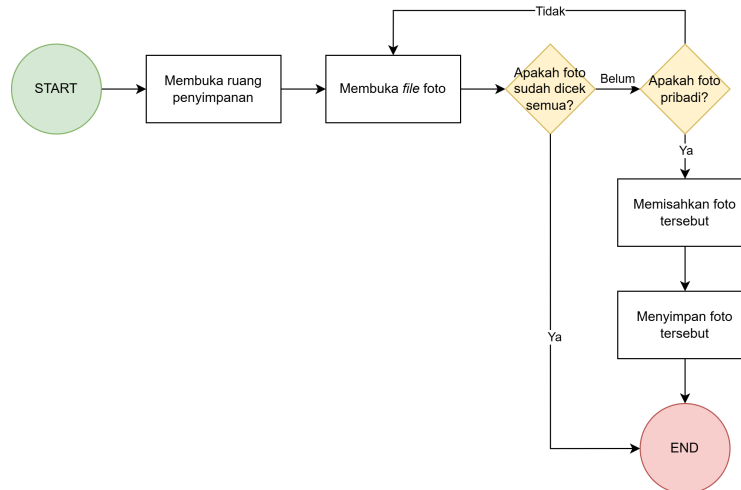 Tidak
START
Membuka ruang
penyimpanan
Membuka file foto
Apakah foto
sudah dicek
semua?
Belum
Apakah foto
pribadi?
Ya
Memisahkan foto
tersebut
Menyimpan foto
tersebut
Ya
END